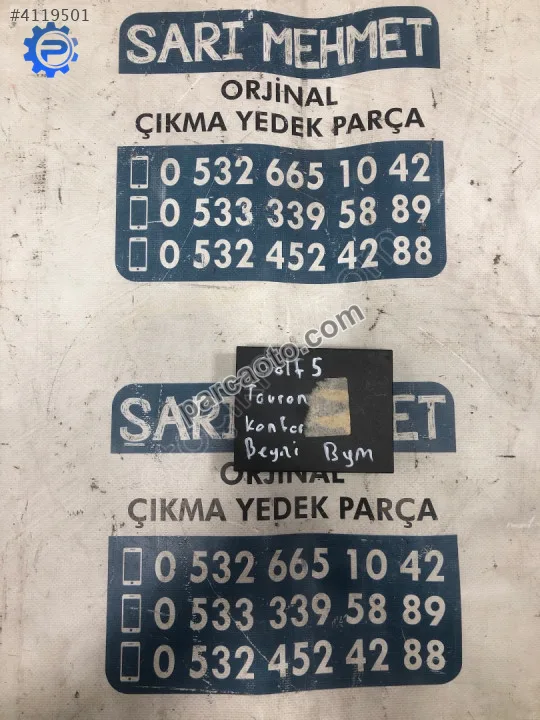 #4119501
SARI MEHMET
ORJİNAL
ÇIKMA YEDEK PARÇA
0 532 665 10 42
0 533 339 58 89
0 532 452 42 88
parcaoto.com
olf 5
Touran
Beyni Bym
ORJİNAL
ÇIKMA YEDEK PARÇA
0 532 665 10 42
0 533 339 58 89
0 532 452 42 88